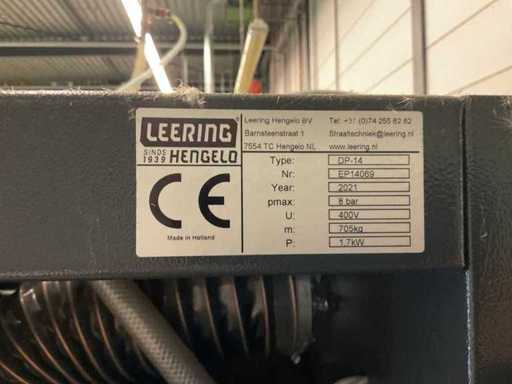 LEERING
SINDS 1939 HENGELO
CE
Made in Holland
Leering Hengelo BV
Barnsteenstraat 1
7554 TC Hengelo NL
Tel: +31 (0)74 255 82 82
Straaltechniek@leering.nl
www.leering.nl
Type: DP-14
Nr: EP14069
Year: 2021
pmax: 8 bar
U: 400V
m: 705kg
P: 1,7kW